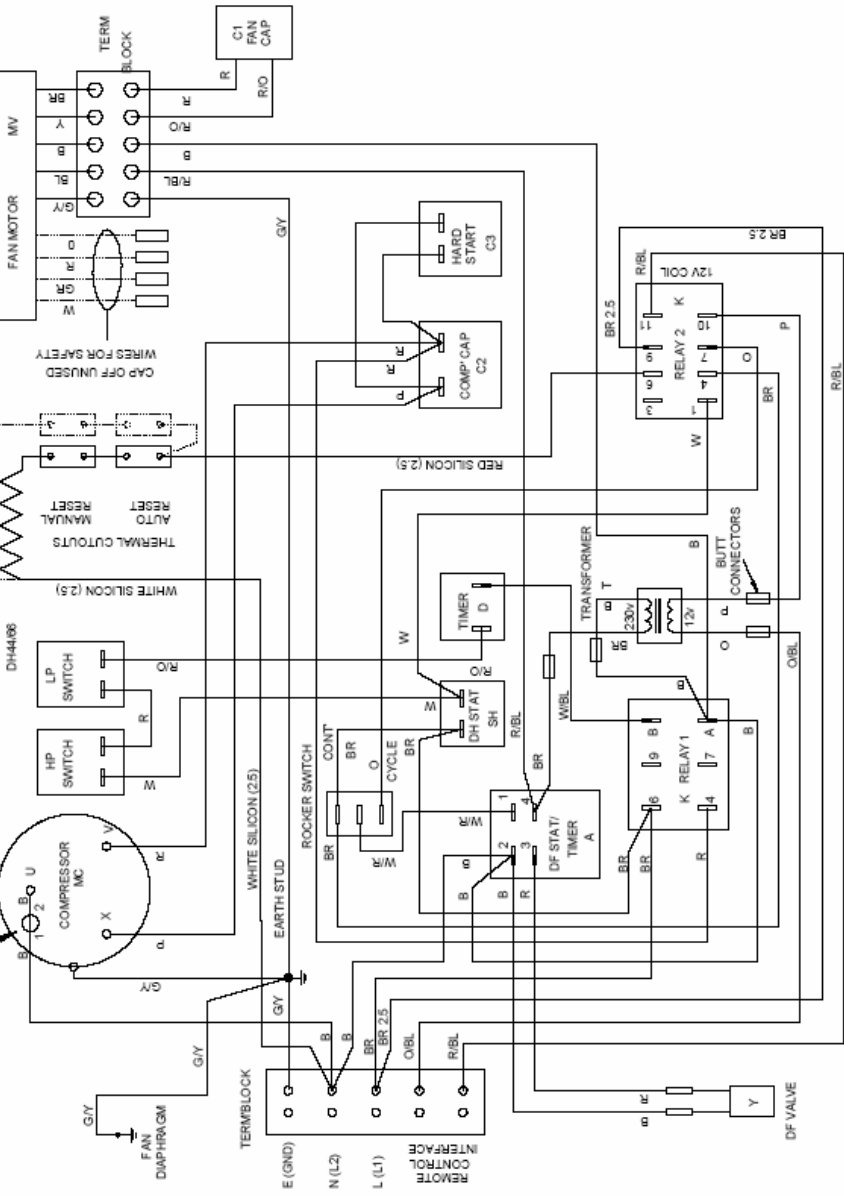 C1
FAN
CAP
TERM
BLOCK
FAN MOTOR
MV
BR
Y
B
BL
G/Y
R
R/O
R
R/O
B
R/BL
G/Y
O
R
GR
W
CAP OFF UNUSED
WIRES FOR SAFETY
HARD
START
C3
COMP' CAP
C2
R
R
P
BR 2.5
R/BL
12V COIL
BR 2.5
11
9
6
3
K
RELAY 2
10
7
4
1
P
O
BR
W
R/BL
RED SILICON (2.5)
MANUAL
RESET
AUTO
RESET
THERMAL CUTOUTS
WHITE SILICON (2.5)
DH44/66
LP
SWITCH
HP
SWITCH
R/O
R
W
TIMER
D
R/O
W
W
DH STAT
SH
TRANSFORMER
T
B
BR
230v
12v
B
P
O
BUTT
CONNECTORS
O/BL
R/BL
W/BL
BR
B
ROCKER SWITCH
CONT
BR
O
CYCLE
BR
BR
W/R
W/R
1
4
2
3
DF STAT/
TIMER
A
B
B
B
R
B
9
6
A
7
4
K
RELAY 1
B
BR
BR
R
COMPRESSOR
MC
U
V
X
B
B
1
2
R
P
G/Y
WHITE SILICON (2.5)
EARTH STUD
G/Y
G/Y
G/Y
FAN
DIAPHRAGM
B
B
BR
BR 2.5
O/BL
R/BL
TERM'BLOCK
E (GND)
N (L2)
L (L1)
REMOTE
CONTROL
INTERFACE
R
B
Y
DF VALVE